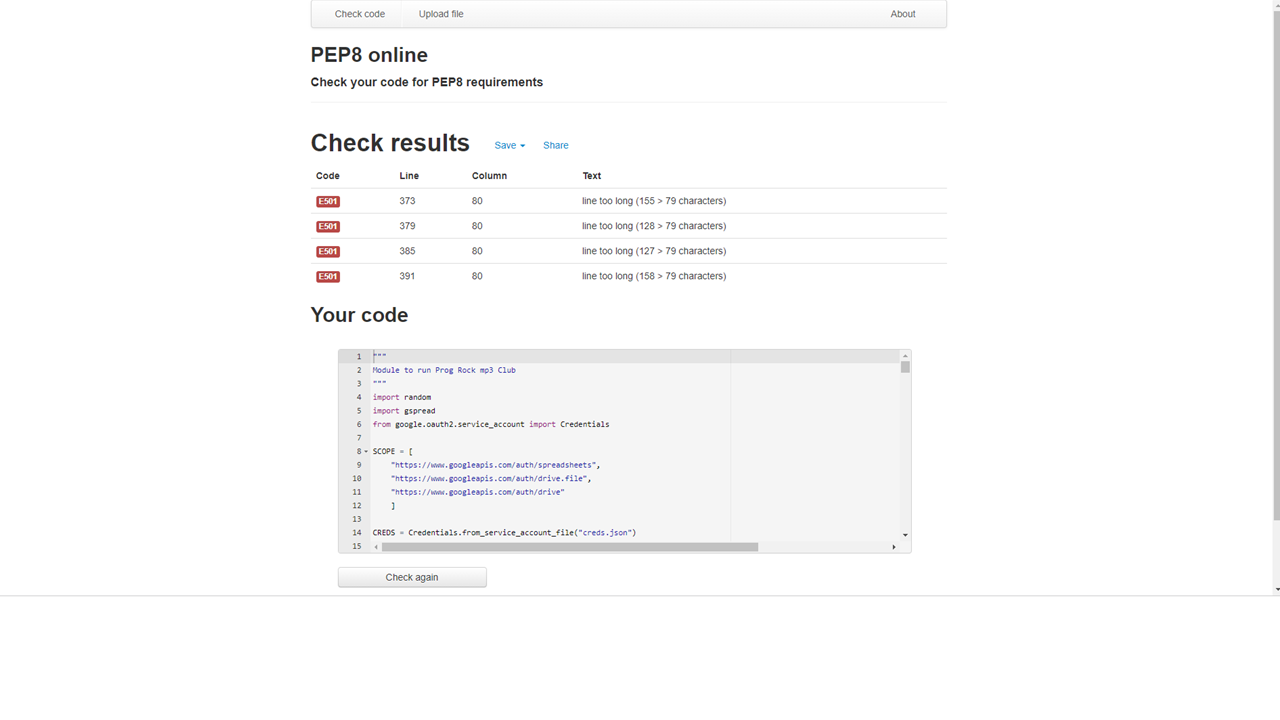 Check code Upload file About
PEP8 online
Check your code for PEP8 requirements
Check results Save Share
Code Line Column Text
E501 373 80 line too long (155 > 79 characters)
E501 379 80 line too long (128 > 79 characters)
E501 385 80 line too long (127 > 79 characters)
E501 391 80 line too long (158 > 79 characters)
Your code
1 """
2 Module to run Prog Rock mp3 Club
3 """
4 import random
5 import gspread
6 from google.oauth2.service_account import Credentials
7
8 SCOPE = [
9 "https://www.googleapis.com/auth/spreadsheets",
10 "https://www.googleapis.com/auth/drive.file",
11 "https://www.googleapis.com/auth/drive"
12 ]
13
14 CREDS = Credentials.from_service_account_file("creds.json")
15
Check again